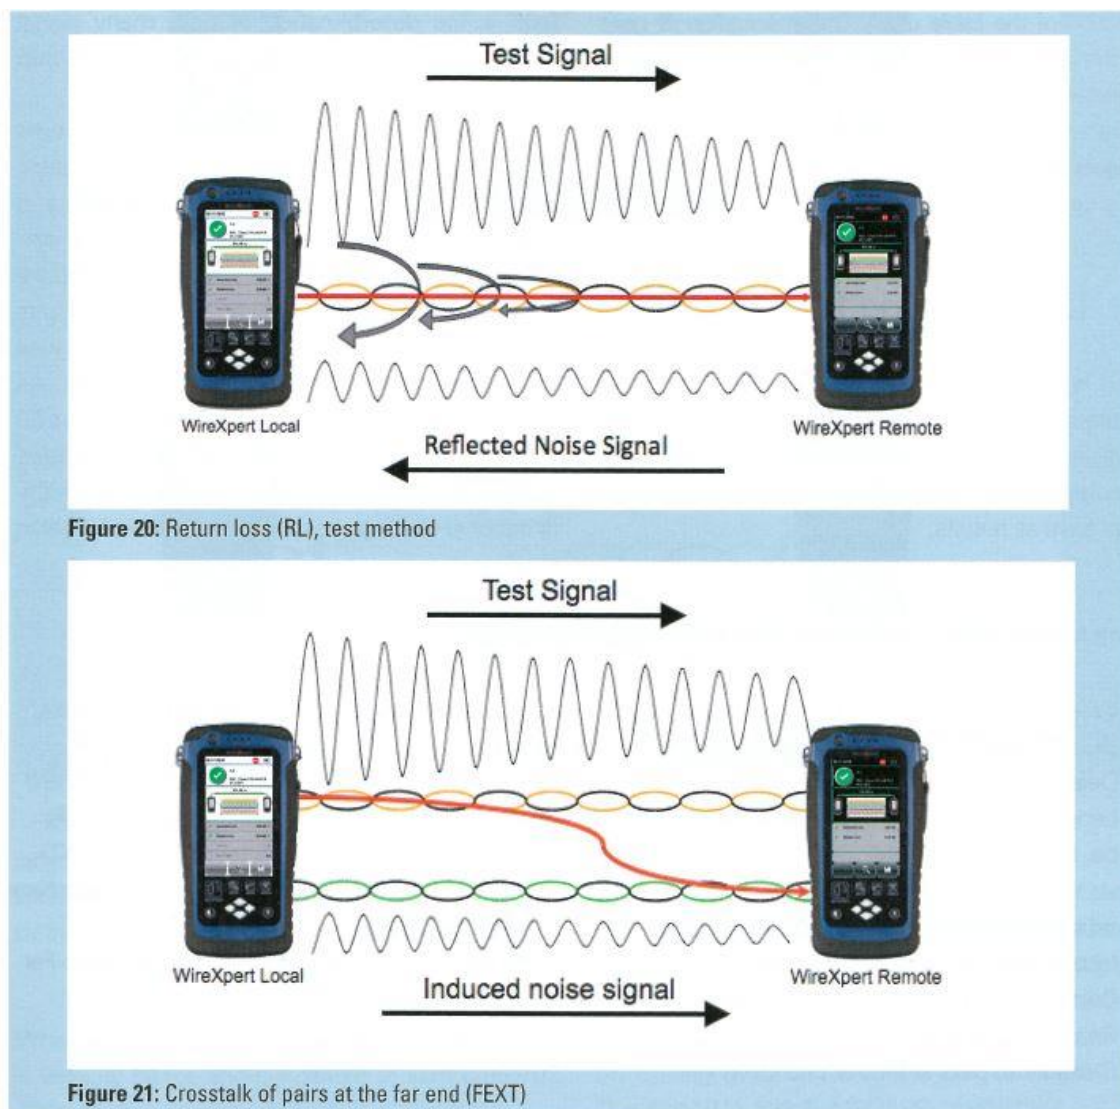 Test Signal
WireXpert Local
WireXpert Remote
Reflected Noise Signal
Figure 20: Return loss (RL), test method
Test Signal
WireXpert Local
WireXpert Remote
Induced noise signal
Figure 21: Crosstalk of pairs at the far end (FEXT)